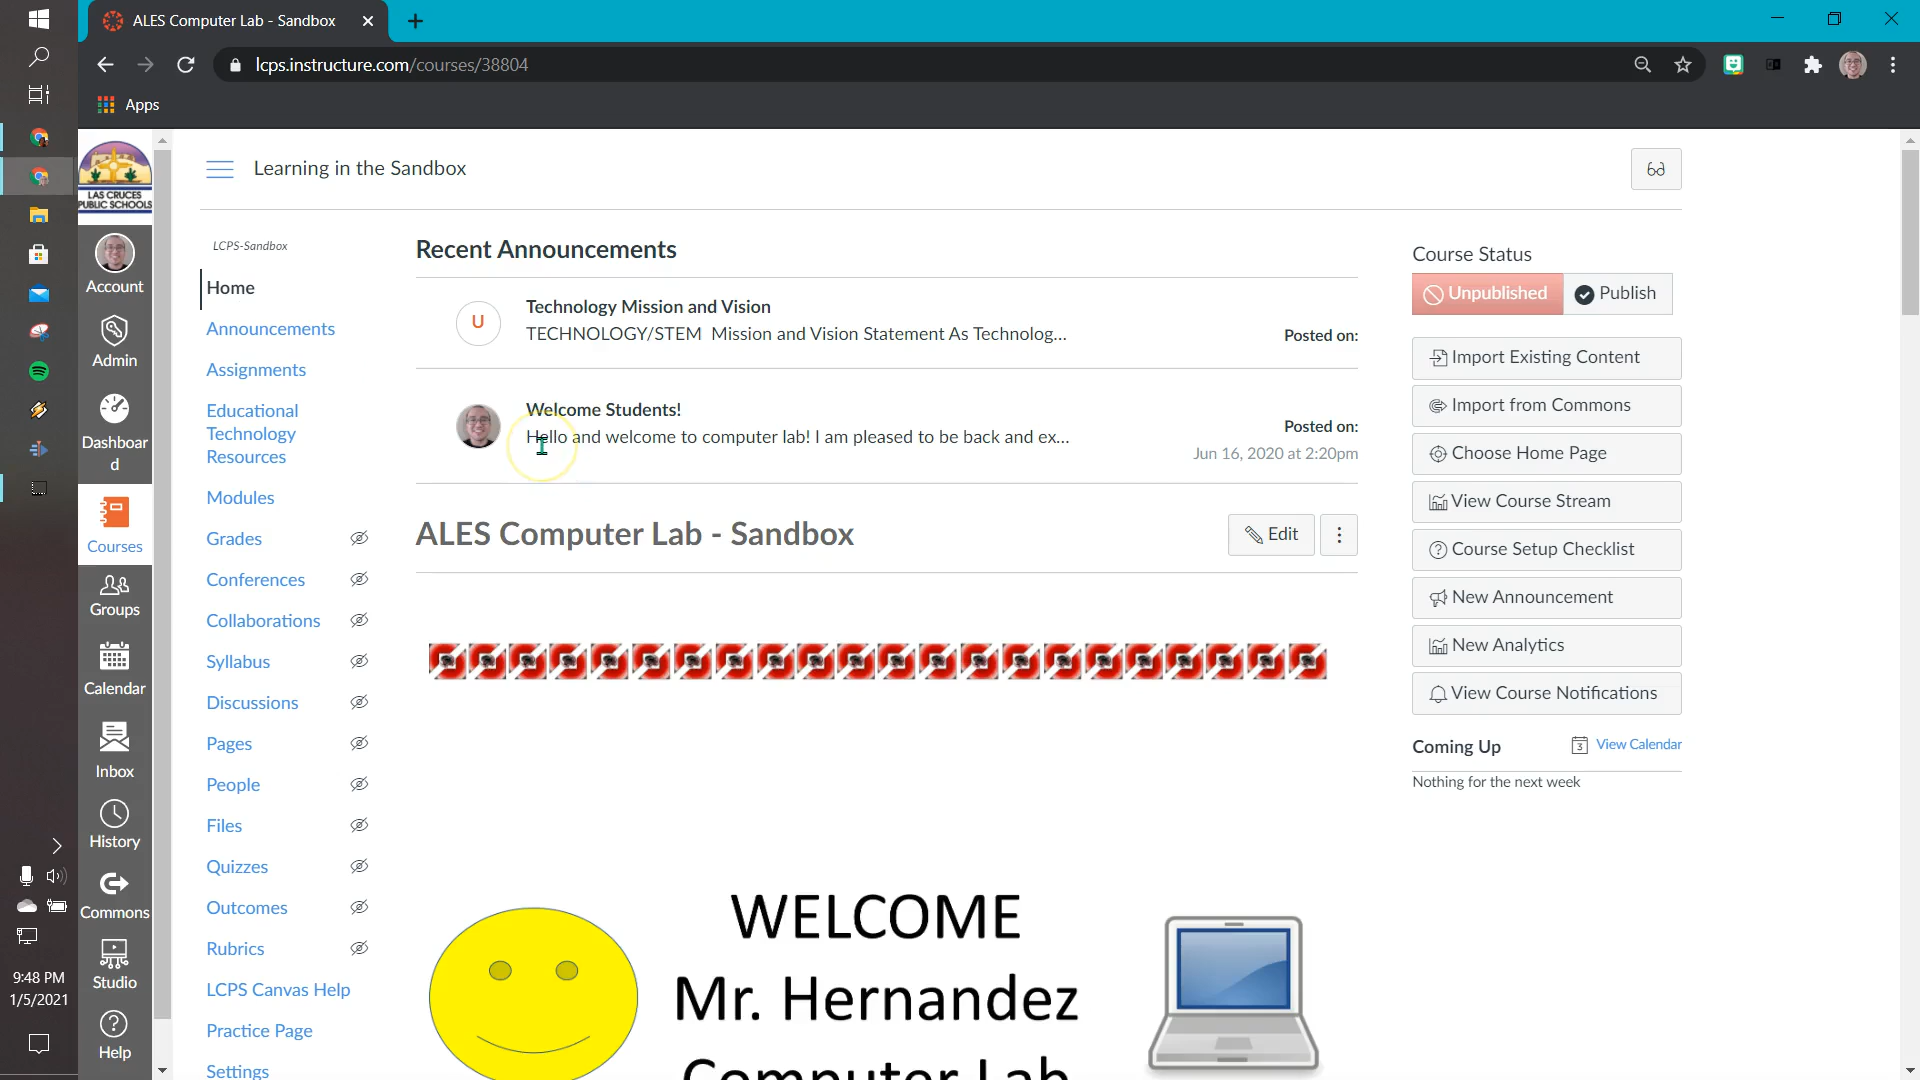 ALES Computer Lab - Sandbox
lcps.instructure.com/courses/38804
Apps
LAS CRUCES
PUBLIC SCHOOLS
Account
Admin
Dashboar
d
Courses
Groups
Calendar
Inbox
History
Commons
Studio
Help
9:48 PM
1/5/2021
Learning in the Sandbox
LCPS-Sandbox
Home
Announcements
Assignments
Educational
Technology
Resources
Modules
Grades
Conferences
Collaborations
Syllabus
Discussions
Pages
People
Files
Quizzes
Outcomes
Rubrics
LCPS Canvas Help
Practice Page
Settings
Recent Announcements
U
Technology Mission and Vision
TECHNOLOGY/STEM Mission and Vision Statement As Technolog...
Posted on:
Welcome Students!
Hello and welcome to computer lab! I am pleased to be back and ex...
Posted on:
Jun 16, 2020 at 2:20pm
ALES Computer Lab - Sandbox
Edit
WELCOME
Mr. Hernandez
Computer Lab
Course Status
Unpublished
Publish
Import Existing Content
Import from Commons
Choose Home Page
View Course Stream
Course Setup Checklist
New Announcement
New Analytics
View Course Notifications
Coming Up
3
View Calendar
Nothing for the next week